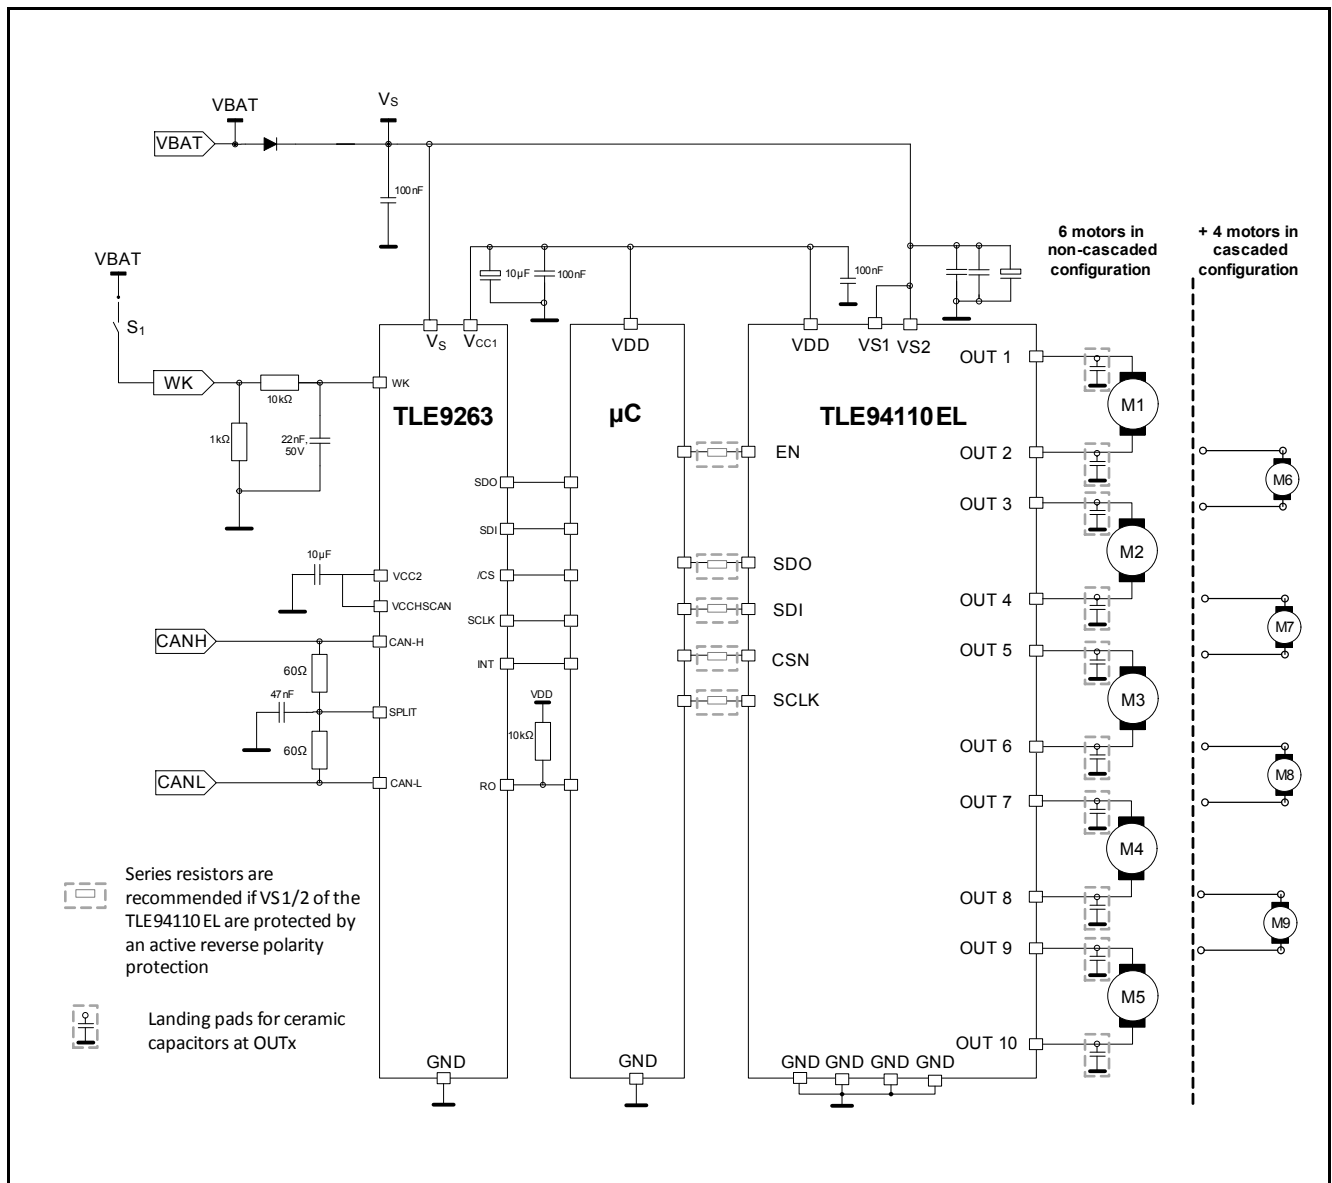 VBAT
VS
VBAT
100nF
6 motors in
non-cascaded
configuration
+ 4 motors in
cascaded
configuration
VBAT
10µF
100nF
100nF
S1
VS
VCC1
VDD
VDD
VS1
VS2
OUT 1
WK
10kΩ
WK
TLE9263
µC
TLE94110 EL
M1
1kΩ
22nF,
50V
EN
OUT 2
SDO
M6
OUT 3
SDI
M2
10µF
VCC2
/CS
SDO
VCCHSCAN
SCLK
SDI
OUT 4
M7
CANH
CAN-H
INT
CSN
OUT 5
60Ω
47nF
VDD
SCLK
M3
SPLIT
10kΩ
60Ω
OUT 6
M8
CANL
CAN-L
RO
OUT 7
M4
Series resistors are
recommended if VS1/2 of the
TLE94110 EL are protected by
an active reverse polarity
protection
OUT 8
M9
OUT 9
M5
Landing pads for ceramic
capacitors at OUTx
OUT 10
GND
GND
GND
GND
GND
GND